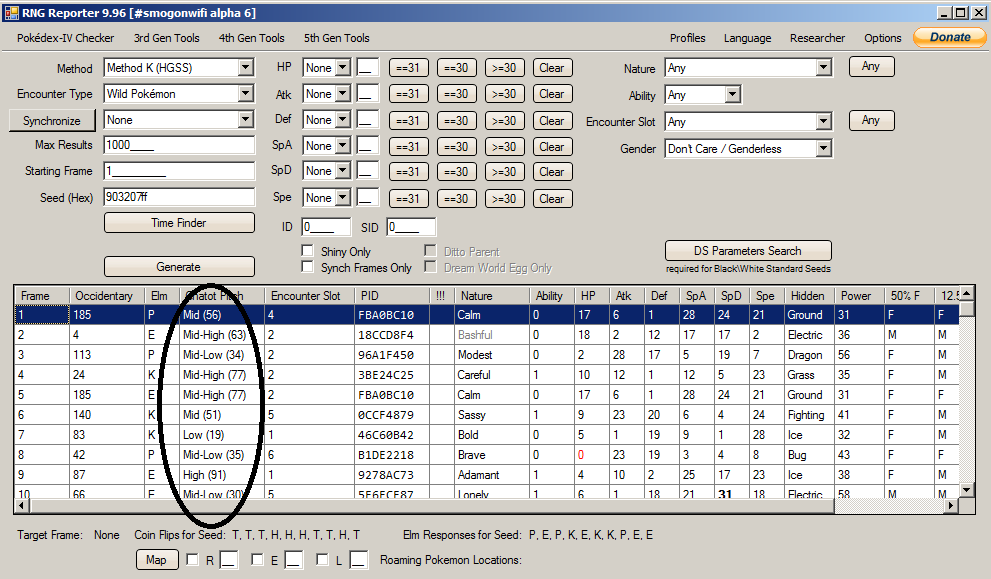 RNG Reporter 9.96 [#smogonwifi alpha 6]
Pokédex-IV Checker 3rd Gen Tools 4th Gen Tools 5th Gen Tools Profiles Language Researcher Options Donate
Method Method K (HGSS) HP None __ ==31 ==30 >=30 Clear Nature Any Any
Encounter Type Wild Pokémon Atk None __ ==31 ==30 >=30 Clear Ability Any
Synchronize None Def None __ ==31 ==30 >=30 Clear Encounter Slot Any Any
Max Results 1000____ SpA None __ ==31 ==30 >=30 Clear Gender Don't Care / Genderless
Starting Frame 1_________ SpD None __ ==31 ==30 >=30 Clear
Seed (Hex) 903207ff Spe None __ ==31 ==30 >=30 Clear
Time Finder ID 0____ SID 0____
Shiny Only Ditto Parent DS Parameters Search
Generate Synch Frames Only Dream World Egg Only required for Black\White Standard Seeds
Frame Occidentary Elm Chatot Pitch Encounter Slot PID !!! Nature Ability HP Atk Def SpA SpD Spe Hidden Power 50% F 12.5
1 185 P Mid (56) 4 FBA0BC10 Calm 0 17 6 1 28 24 21 Ground 31 F F
2 4 E Mid-High (63) 2 18CCD8F4 Bashful 0 18 2 12 17 17 2 Electric 36 M M
3 113 P Mid-Low (34) 2 96A1F450 Modest 0 2 28 17 5 19 7 Dragon 56 F M
4 24 K Mid-High (77) 2 3BE24C25 Careful 1 10 12 1 12 5 23 Grass 35 F M
5 185 E Mid-High (77) 2 FBA0BC10 Calm 0 17 6 1 28 24 21 Ground 31 F F
6 140 K Mid (51) 5 0CCF4879 Sassy 1 9 23 20 6 4 24 Fighting 41 F M
7 83 K Low (19) 1 46C60B42 Bold 0 5 1 19 9 1 28 Ice 32 F M
8 42 P Mid-Low (35) 6 B1DE2218 Brave 0 0 23 19 3 4 8 Bug 43 F M
9 87 E High (91) 1 9278AC73 Adamant 1 4 10 2 25 17 23 Ice 38 F M
10 66 E Mid-Low (30) 5 5F6FCF87 Lonely 1 6 1 18 21 31 18 Electric 58 M M
Target Frame: None Coin Flips for Seed: T, T, T, H, H, H, T, T, H, T Elm Responses for Seed: P, E, P, K, E, K, K, P, E, E
Map R __ E __ L __ Roaming Pokemon Locations: